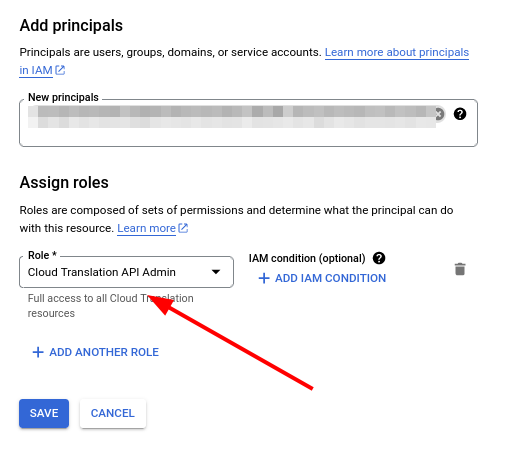 Add principals
Principals are users, groups, domains, or service accounts. Learn more about principals
in IAM
New principals
Assign roles
Roles are composed of sets of permissions and determine what the principal can do
with this resource. Learn more
Role *
IAM condition (optional)
Cloud Translation API Admin
ADD IAM CONDITION
Full access to all Cloud Translation
resources
ADD ANOTHER ROLE
SAVE
CANCEL